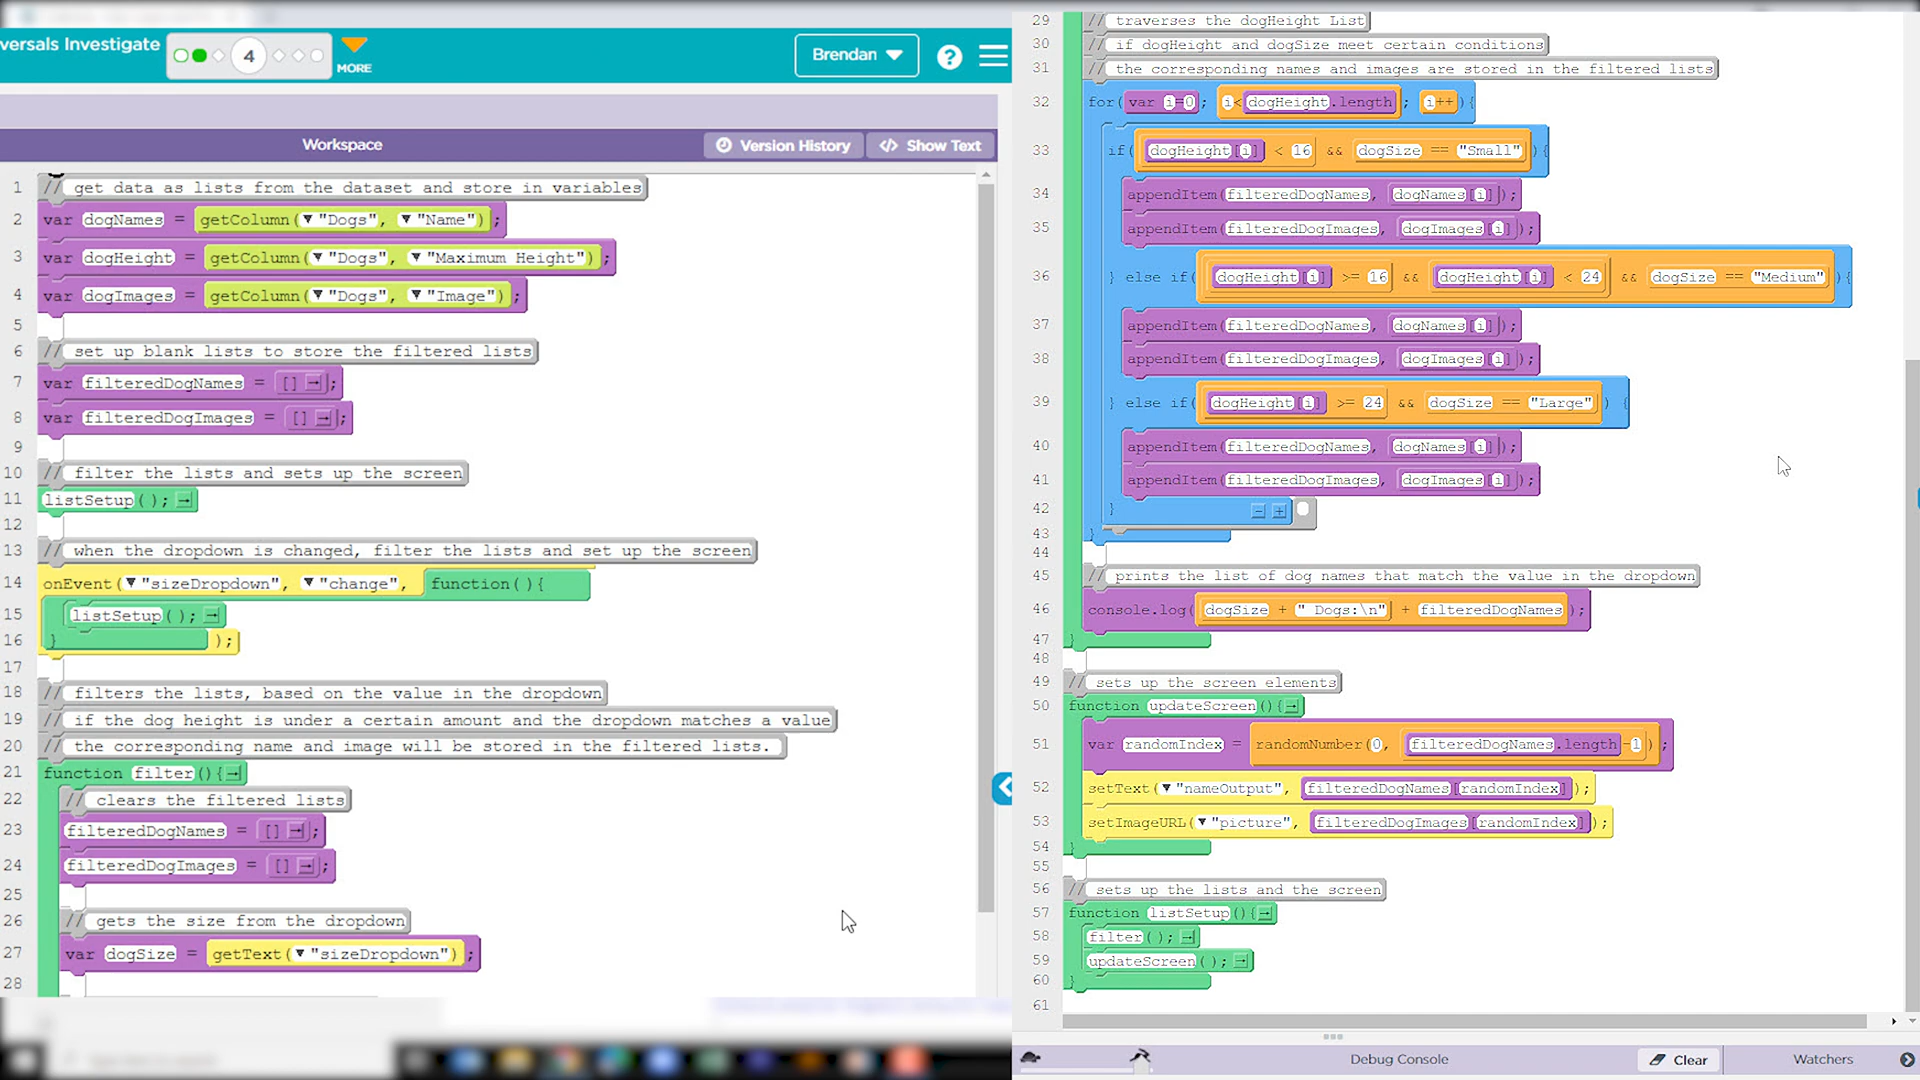 versals Investigate
4
MORE
Brendan
?
Workspace
Version History
</> Show Text
1 // get data as lists from the dataset and store in variables
2 var dogNames = getColumn(▼"Dogs", ▼"Name");
3 var dogHeight = getColumn(▼"Dogs", ▼"Maximum Height");
4 var dogImages = getColumn(▼"Dogs", ▼"Image");
5
6 // set up blank lists to store the filtered lists
7 var filteredDogNames = [];
8 var filteredDogImages = [];
9
10 // filter the lists and sets up the screen
11 listSetup();
12
13 // when the dropdown is changed, filter the lists and set up the screen
14 onEvent(▼"sizeDropdown", ▼"change", function(){
15 listSetup();
16 } );
17
18 // filters the lists, based on the value in the dropdown
19 // if the dog height is under a certain amount and the dropdown matches a value
20 // the corresponding name and image will be stored in the filtered lists.
21 function filter(){
22 // clears the filtered lists
23 filteredDogNames = [];
24 filteredDogImages = [];
25
26 // gets the size from the dropdown
27 var dogSize = getText(▼"sizeDropdown");
28
29 // traverses the dogHeight List
30 // if dogHeight and dogSize meet certain conditions
31 // the corresponding names and images are stored in the filtered lists
32 for(var i=0; i<dogHeight.length; i++){
33 if(dogHeight[i] < 16 && dogSize == "Small"){
34 appendItem(filteredDogNames, dogNames[i]);
35 appendItem(filteredDogImages, dogImages[i]);
36 } else if(dogHeight[i] >= 16 && dogHeight[i] < 24 && dogSize == "Medium"){
37 appendItem(filteredDogNames, dogNames[i]);
38 appendItem(filteredDogImages, dogImages[i]);
39 } else if(dogHeight[i] >= 24 && dogSize == "Large") {
40 appendItem(filteredDogNames, dogNames[i]);
41 appendItem(filteredDogImages, dogImages[i]);
42 } - +
43 }
44
45 // prints the list of dog names that match the value in the dropdown
46 console.log(dogSize + " Dogs:\n" + filteredDogNames);
47 }
48
49 // sets up the screen elements
50 function updateScreen(){
51 var randomIndex = randomNumber(0, filteredDogNames.length-1);
52 setText(▼"nameOutput", filteredDogNames[randomIndex]);
53 setImageURL(▼"picture", filteredDogImages[randomIndex]);
54 }
55
56 // sets up the lists and the screen
57 function listSetup(){
58 filter();
59 updateScreen();
60 }
61
Debug Console
Clear
Watchers